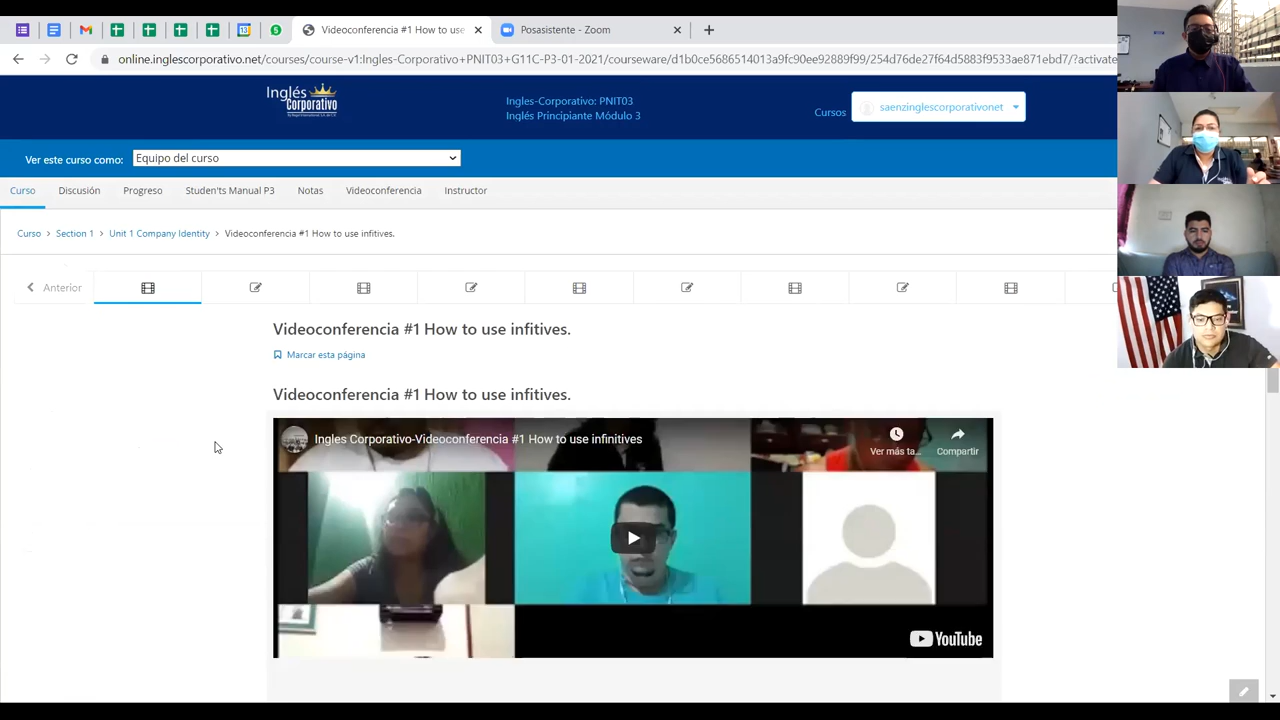 Videoconferencia #1 How to use
Posasistente - Zoom
online.inglescorporativo.net/courses/course-v1:Ingles-Corporativo+PNIT03+G11C-P3-01-2021/courseware/d1b0ce5686514013a9fc90ee92889f99/254d76de27f64d5883f9533ae871ebd7/?activate
Inglés
Corporativo
Ingles-Corporativo: PNIT03
Inglés Principiante Módulo 3
Cursos
saenzinglescorporativonet
Ver este curso como:
Equipo del curso
Curso Discusión Progreso Studen'ts Manual P3 Notas Videoconferencia Instructor
Curso > Section 1 > Unit 1 Company Identity > Videoconferencia #1 How to use infitives.
Anterior
Videoconferencia #1 How to use infitives.
Marcar esta página
Videoconferencia #1 How to use infitives.
Ingles Corporativo-Videoconferencia #1 How to use infinitives
Ver más ta...
Compartir
YouTube